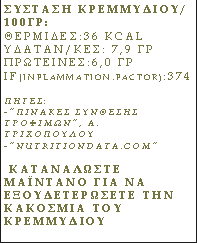 ΣΥΣΤΑΣΗ ΚΡΕΜΜΥΔΙΟΥ/
100ΓΡ:
ΘΕΡΜΙΔΕΣ:36 KCAL
ΥΔΑΤΑΝ/ΚΕΣ: 7,9 ΓΡ
ΠΡΩΤΕΙΝΕΣ:6,0 ΓΡ
IF(INFLAMMATION.FACTOR):374
ΠΗΓΕΣ:
-"ΠΙΝΑΚΕΣ ΣΥΝΘΕΣΗΣ
ΤΡΟΦΙΜΩΝ", Α.
ΤΡΙΧΟΠΟΥΛΟΥ
-"NUTRITIONDATA.COM"
ΚΑΤΑΝΑΛΩΣΤΕ
ΜΑΪΝΤΑΝΟ ΓΙΑ ΝΑ
ΕΞΟΥΔΕΤΕΡΩΣΕΤΕ ΤΗΝ
ΚΑΚΟΣΜΙΑ ΤΟΥ
ΚΡΕΜΜΥΔΙΟΥ